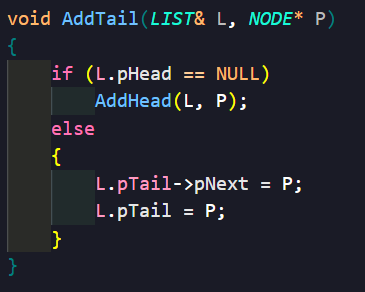 void AddTail(LIST& L, NODE* P)
{
    if (L.pHead == NULL)
        AddHead(L, P);
    else
    {
        L.pTail->pNext = P;
        L.pTail = P;
    }
}